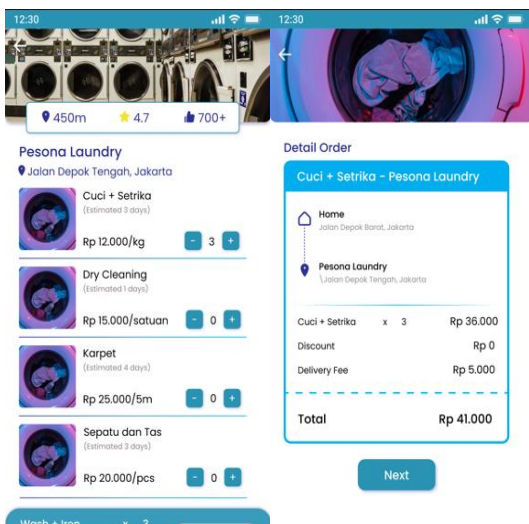 12:30
450m 4.7 700+
Pesona Laundry
Jalan Depok Tengah, Jakarta
Cuci + Setrika
(Estimated 3 days)
Rp 12.000/kg - 3 +
Dry Cleaning
(Estimated 1 days)
Rp 15.000/satuan - 0 +
Karpet
(Estimated 4 days)
Rp 25.000/5m - 0 +
Sepatu dan Tas
(Estimated 3 days)
Rp 20.000/pcs - 0 +
Wash + Iron x 3
12:30
Detail Order
Cuci + Setrika - Pesona Laundry
Home
Jalan Depok Barat, Jakarta
Pesona Laundry
\Jalan Depok Tengah, Jakarta
Cuci + Setrika x 3 Rp 36.000
Discount Rp 0
Delivery Fee Rp 5.000
Total Rp 41.000
Next